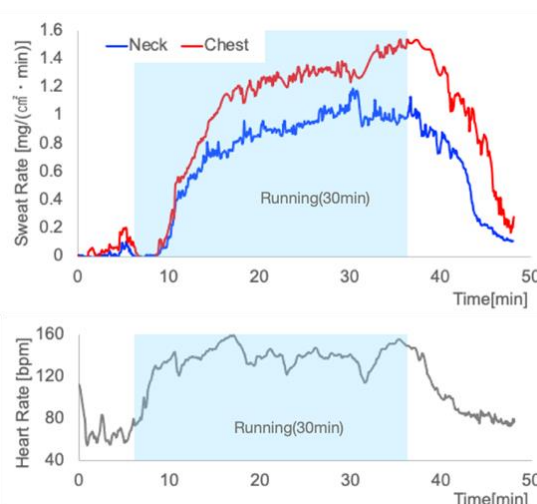 Neck Chest
Sweat Rate [mg/(㎠・min)]
1.6
1.4
1.2
1
0.8
0.6
0.4
0.2
0
Running(30min)
0 10 20 30 40 50
Time[min]
Heart Rate [bpm]
160
120
80
40
Running(30min)
0 10 20 30 40 50
Time[min]